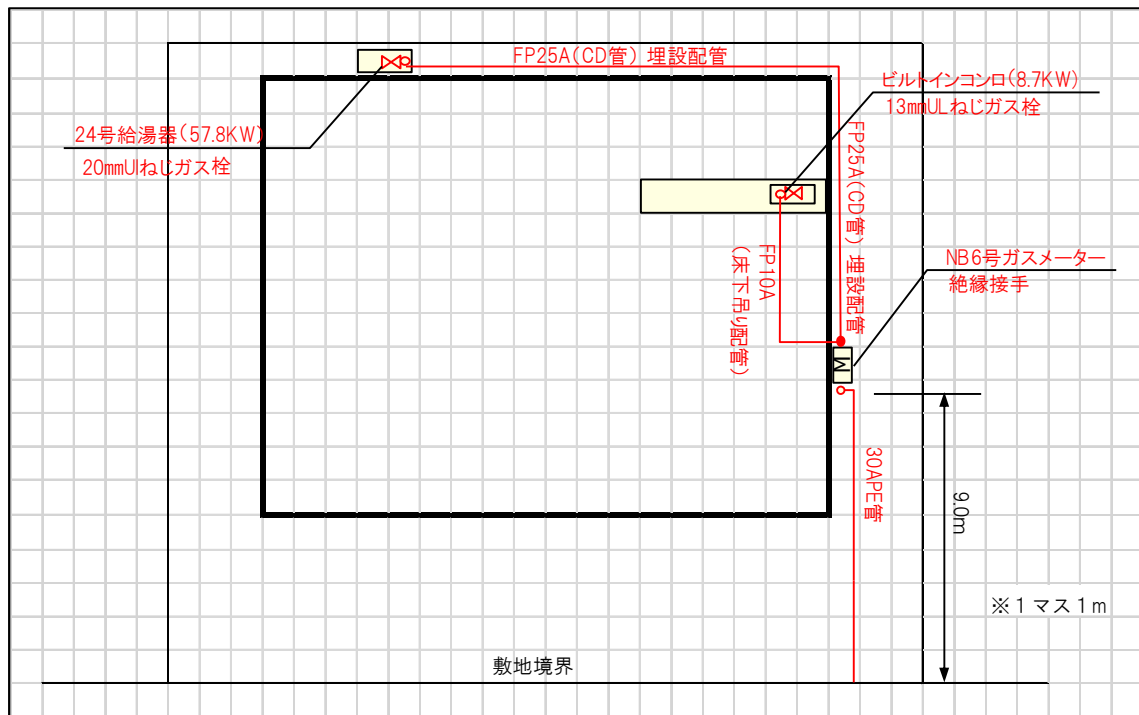 FP25A(CD管) 埋設配管
ビルトインコンロ(8.7KW)
13mmULねじガス栓
24号給湯器(57.8KW)
20mmUIねじガス栓
FP25A(CD管) 埋設配管
FP10A
(床下吊り配管)
NB6号ガスメーター
絶縁接手
M
30APE管
9.0m
※1マス1m
敷地境界